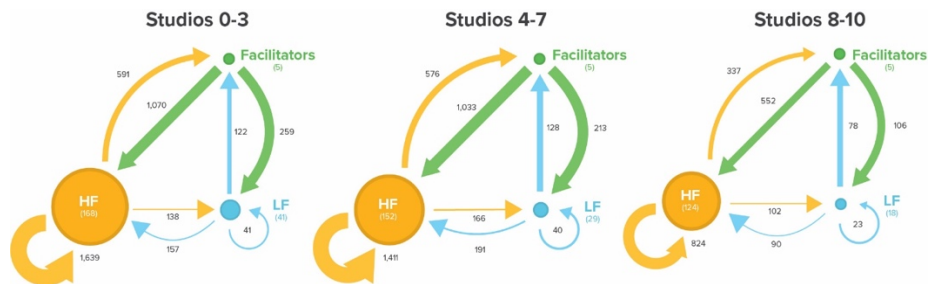 Studios 0-3
Facilitators
(5)
591
1,070
122
259
HF
(168)
138
LF
(41)
41
157
1,639
Studios 4-7
Facilitators
(5)
576
1,033
128
213
HF
(152)
166
LF
(29)
40
191
1,411
Studios 8-10
Facilitators
(5)
337
552
78
106
HF
(124)
102
LF
(18)
23
90
824